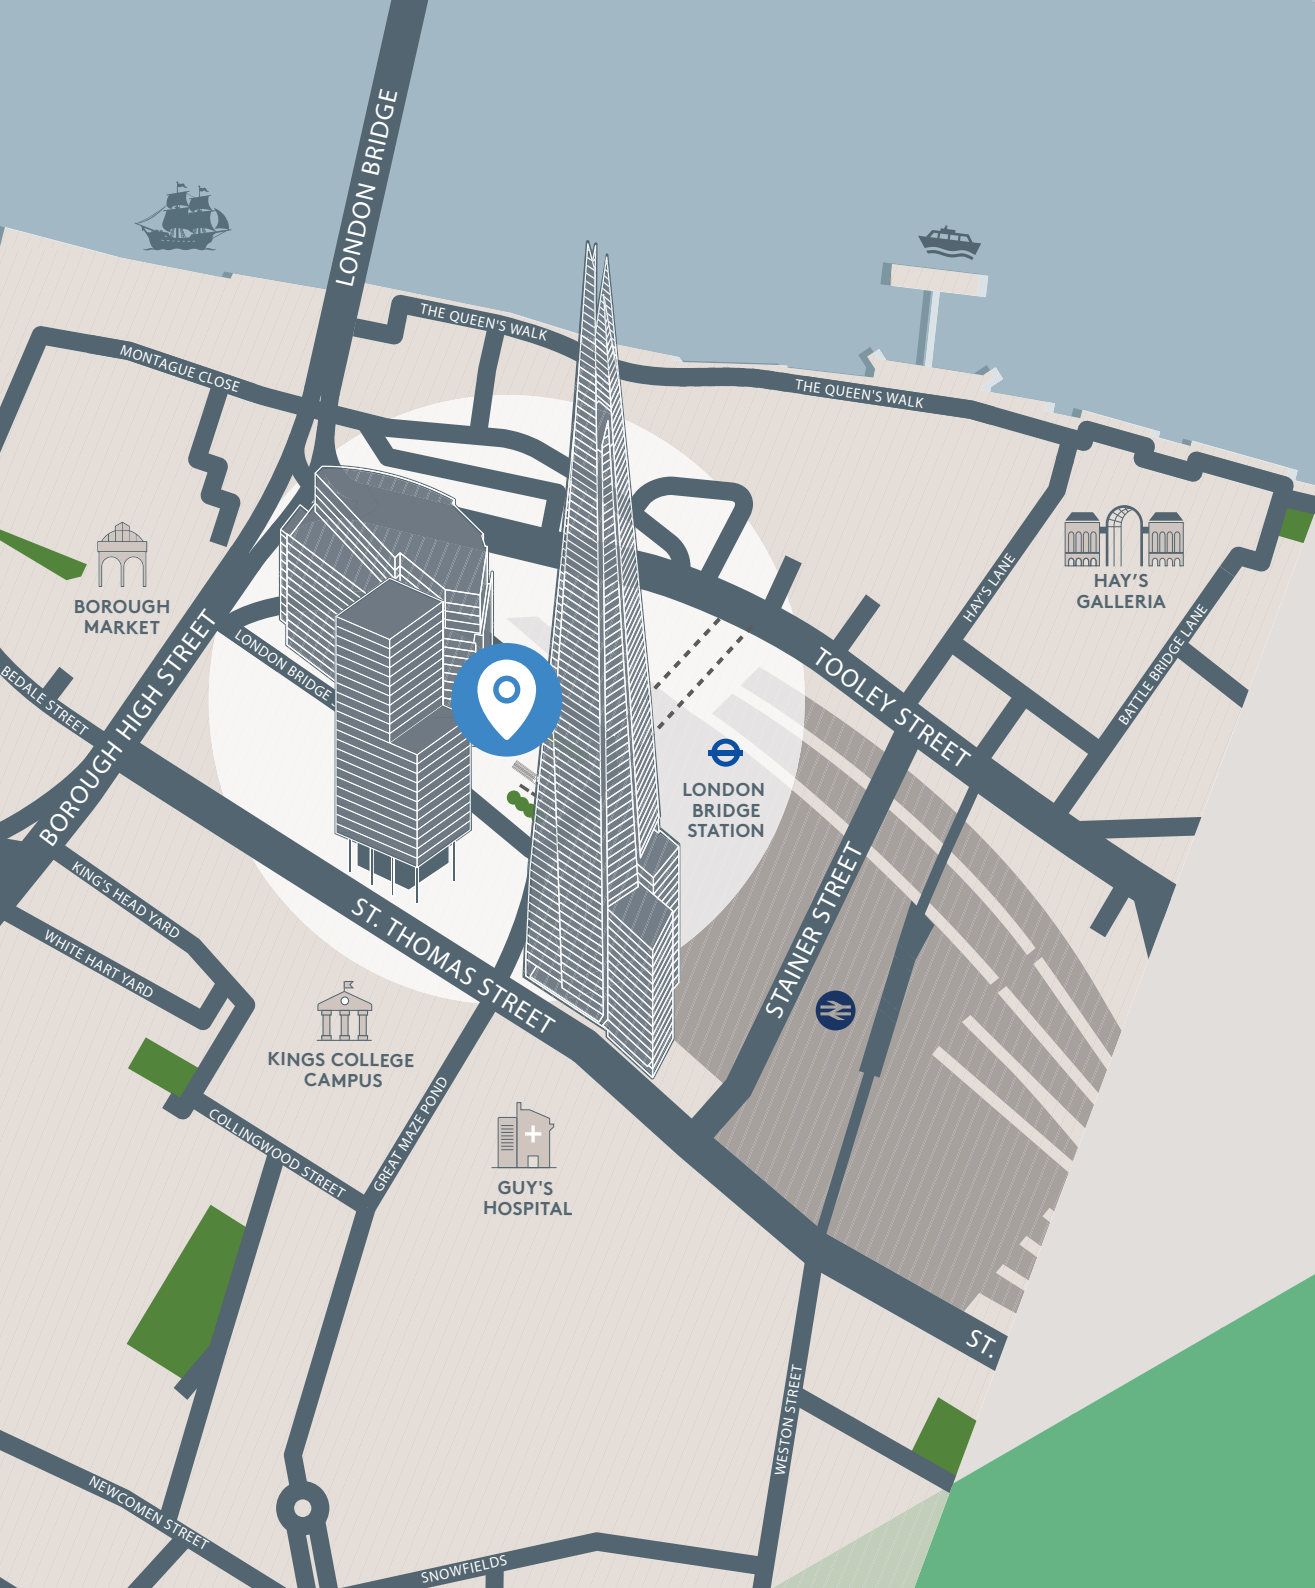 LONDON BRIDGE
THE QUEEN'S WALK
MONTAGUE CLOSE
THE QUEEN'S WALK
HAY'S LANE
HAY'S
GALLERIA
BOROUGH
MARKET
BATTLE BRIDGE LANE
LONDON BRIDGE
BEDALE STREET
BOROUGH HIGH STREET
TOOLEY STREET
LONDON
BRIDGE
STATION
STAINER STREET
KING'S HEAD YARD
WHITE HART YARD
ST. THOMAS STREET
KINGS COLLEGE
CAMPUS
COLLINGWOOD STREET
GREAT MAZE POND
GUY'S
HOSPITAL
ST.
WESTON STREET
NEWCOMEN STREET
SNOWFIELDS